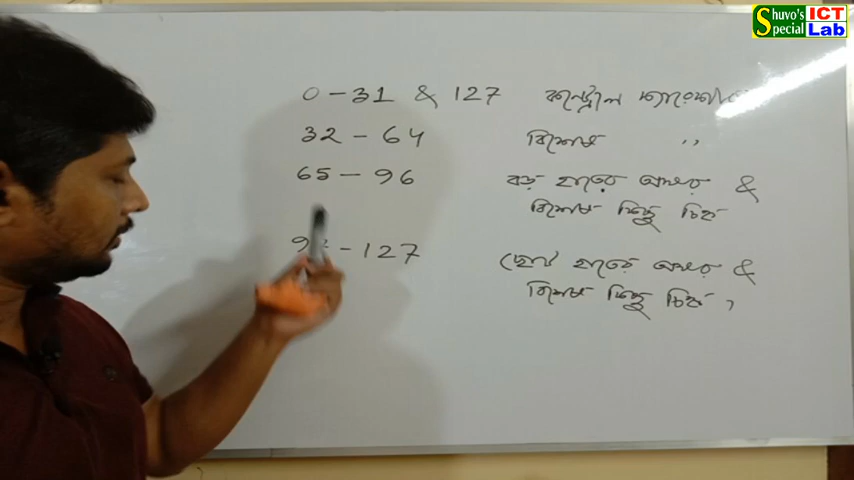 Shuvo's Special ICT Lab
0 - 31 & 127 কন্ট্রোল
32 - 64 বিশেষ ,,
65 - 96 বড় হাতের অক্ষর &
বিশেষ কিছু চিহ্ন
- 127 ছোট হাতের অক্ষর &
বিশেষ কিছু চিহ্ন ,